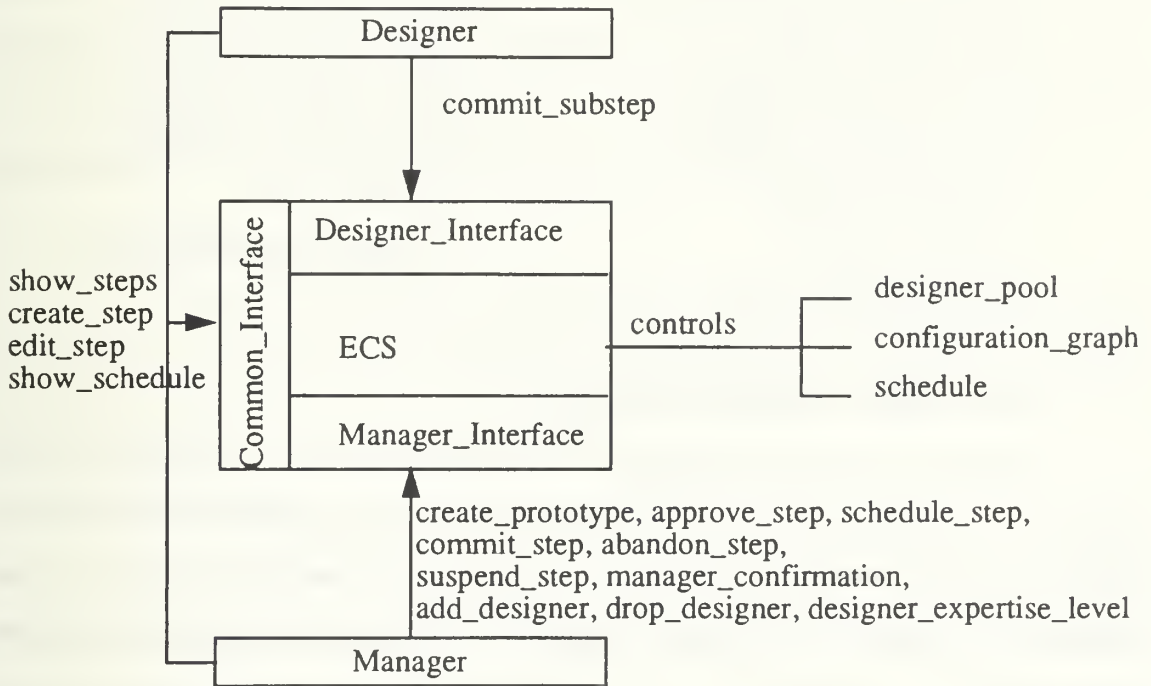 Designer
commit_substep
Common_Interface
Designer_Interface
show_steps
create_step
edit_step
show_schedule
ECS
controls
designer_pool
configuration_graph
schedule
Manager_Interface
create_prototype, approve_step, schedule_step,
commit_step, abandon_step,
suspend_step, manager_confirmation,
add_designer, drop_designer, designer_expertise_level
Manager